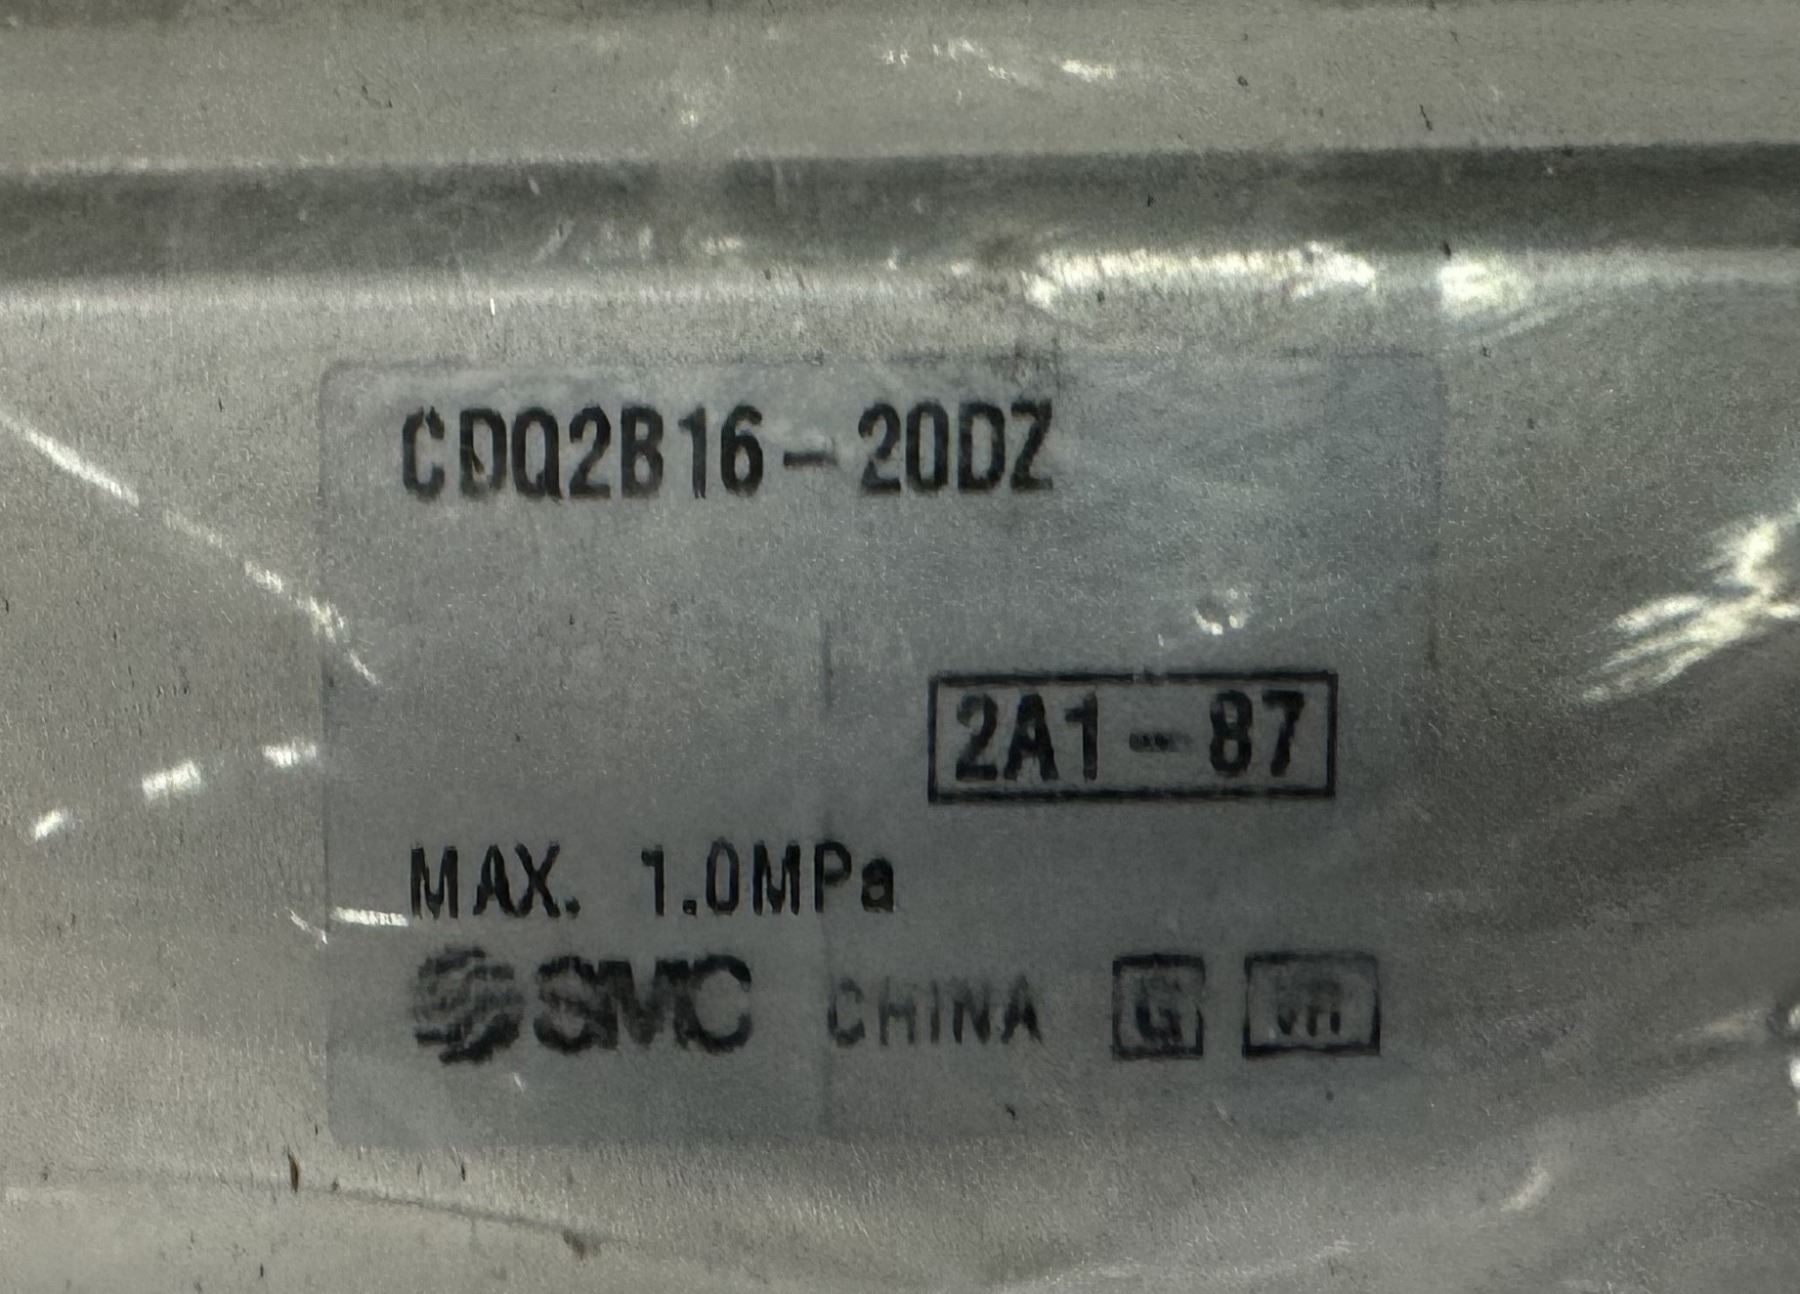 CDQ2B16-20DZ
2A1-87
MAX. 1.0MPa
SMC CHINA G